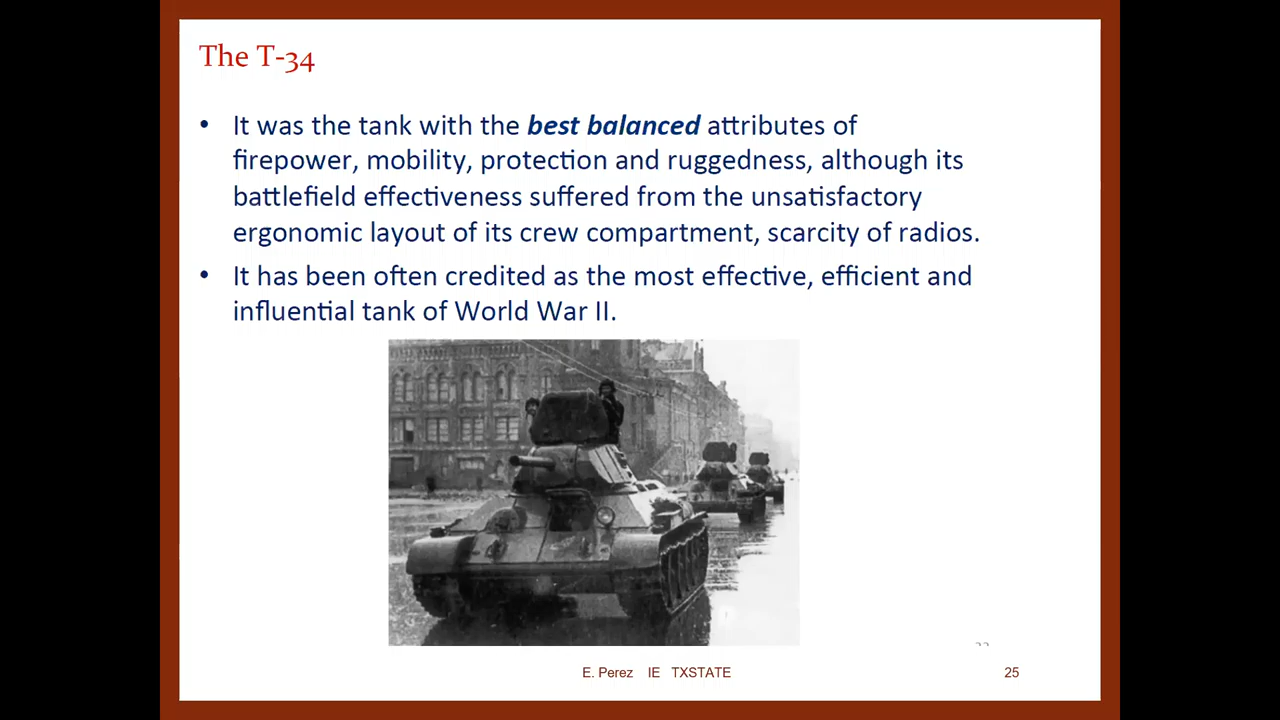 The T-34
• It was the tank with the best balanced attributes of
firepower, mobility, protection and ruggedness, although its
battlefield effectiveness suffered from the unsatisfactory
ergonomic layout of its crew compartment, scarcity of radios.
• It has been often credited as the most effective, efficient and
influential tank of World War II.
E. Perez IE TXSTATE 25